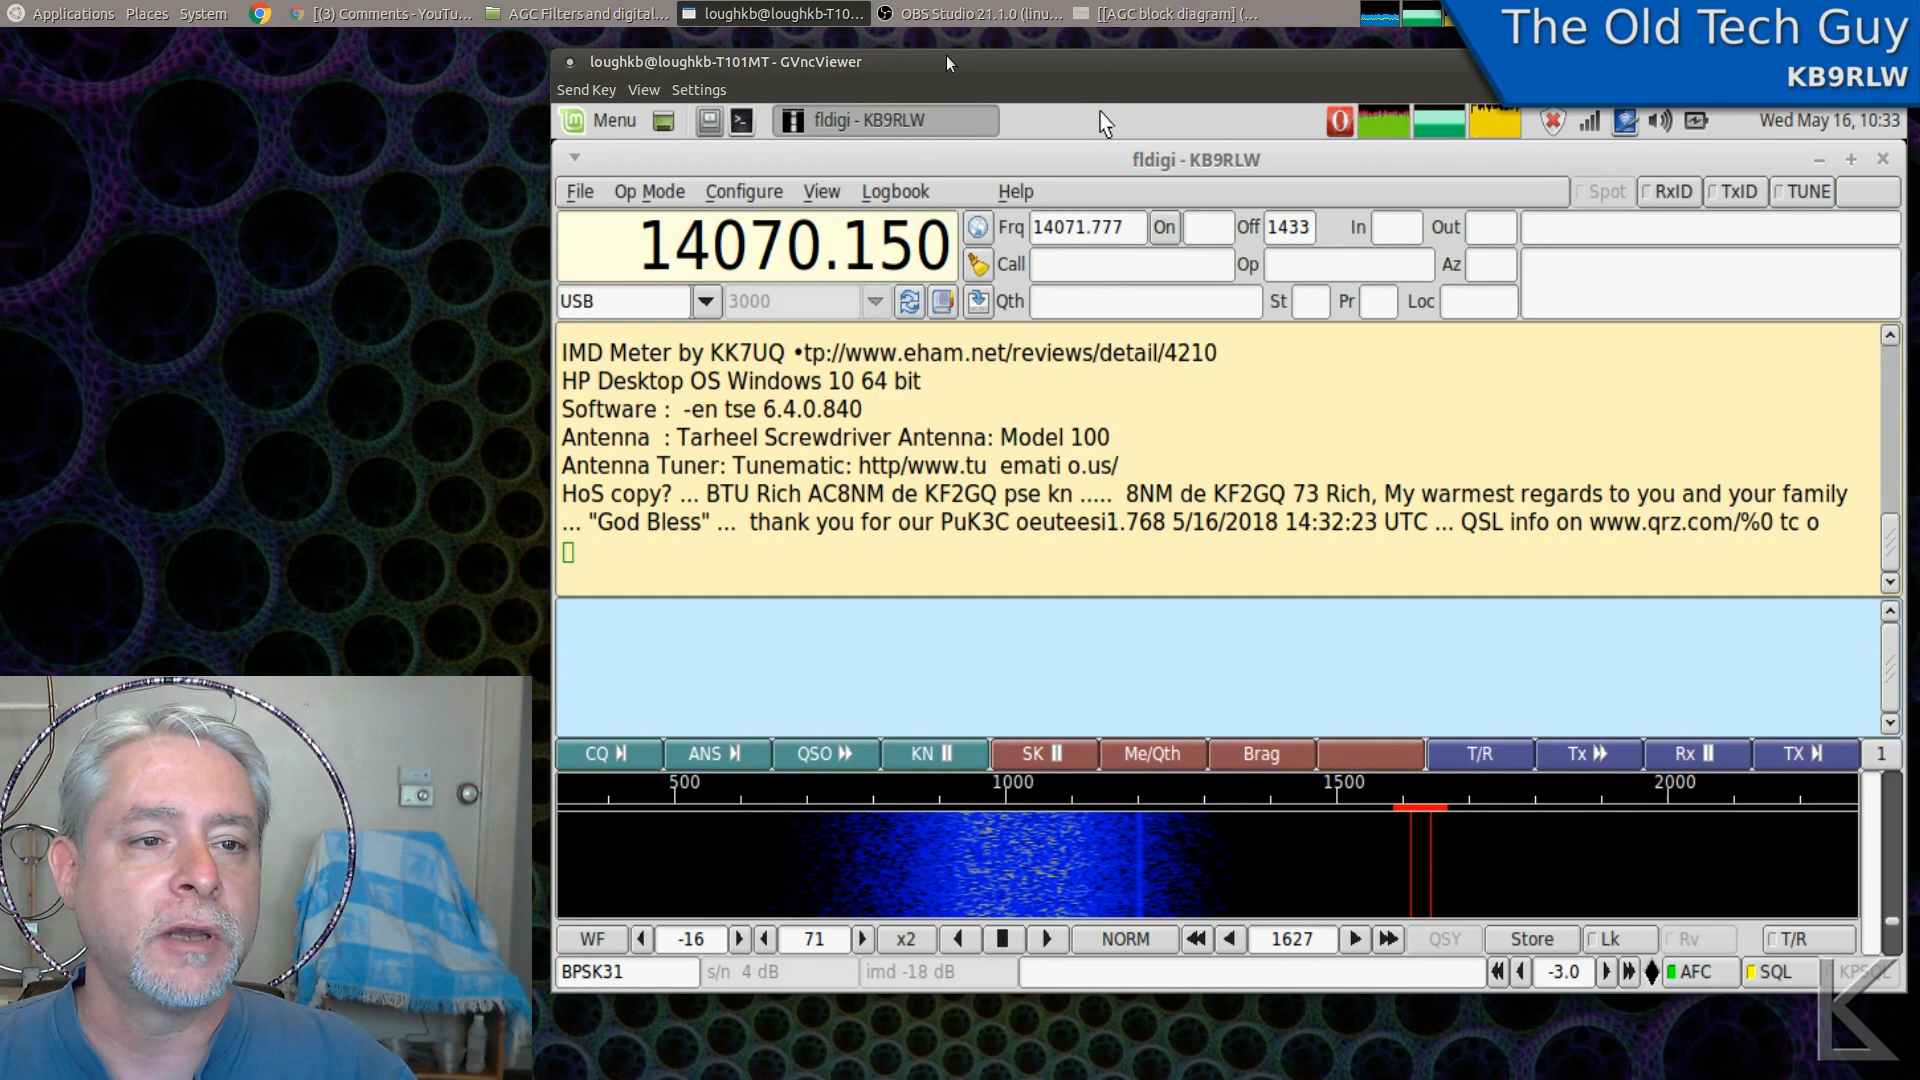 Applications Places System [(3) Comments - YouTu... AGC Filters and digital... loughkb@loughkb-T10... OBS Studio 21.1.0 (linu... [[AGC block diagram] (...
The Old Tech Guy
KB9RLW
loughkb@loughkb-T101MT - GVncViewer
Send Key View Settings
Menu fldigi - KB9RLW Wed May 16, 10:33
fldigi - KB9RLW
File Op Mode Configure View Logbook Help Spot RxID TxID TUNE
14070.150 Frq 14071.777 On Off 1433 In Out
Call Op Az
USB 3000 Qth St Pr Loc
IMD Meter by KK7UQ •tp://www.eham.net/reviews/detail/4210
HP Desktop OS Windows 10 64 bit
Software : -en tse 6.4.0.840
Antenna : Tarheel Screwdriver Antenna: Model 100
Antenna Tuner: Tunematic: http/www.tu emati o.us/
HoS copy? ... BTU Rich AC8NM de KF2GQ pse kn ..... 8NM de KF2GQ 73 Rich, My warmest regards to you and your family
... "God Bless" ... thank you for our PuK3C oeuteesi1.768 5/16/2018 14:32:23 UTC ... QSL info on www.qrz.com/%0 tc o
CQ ANS QSO KN SK Me/Qth Brag T/R Tx Rx TX 1
500 1000 1500 2000
WF -16 71 x2 NORM 1627 QSY Store Lk Rv T/R
BPSK31 s/n 4 dB imd -18 dB -3.0 AFC SQL KPSQL
K